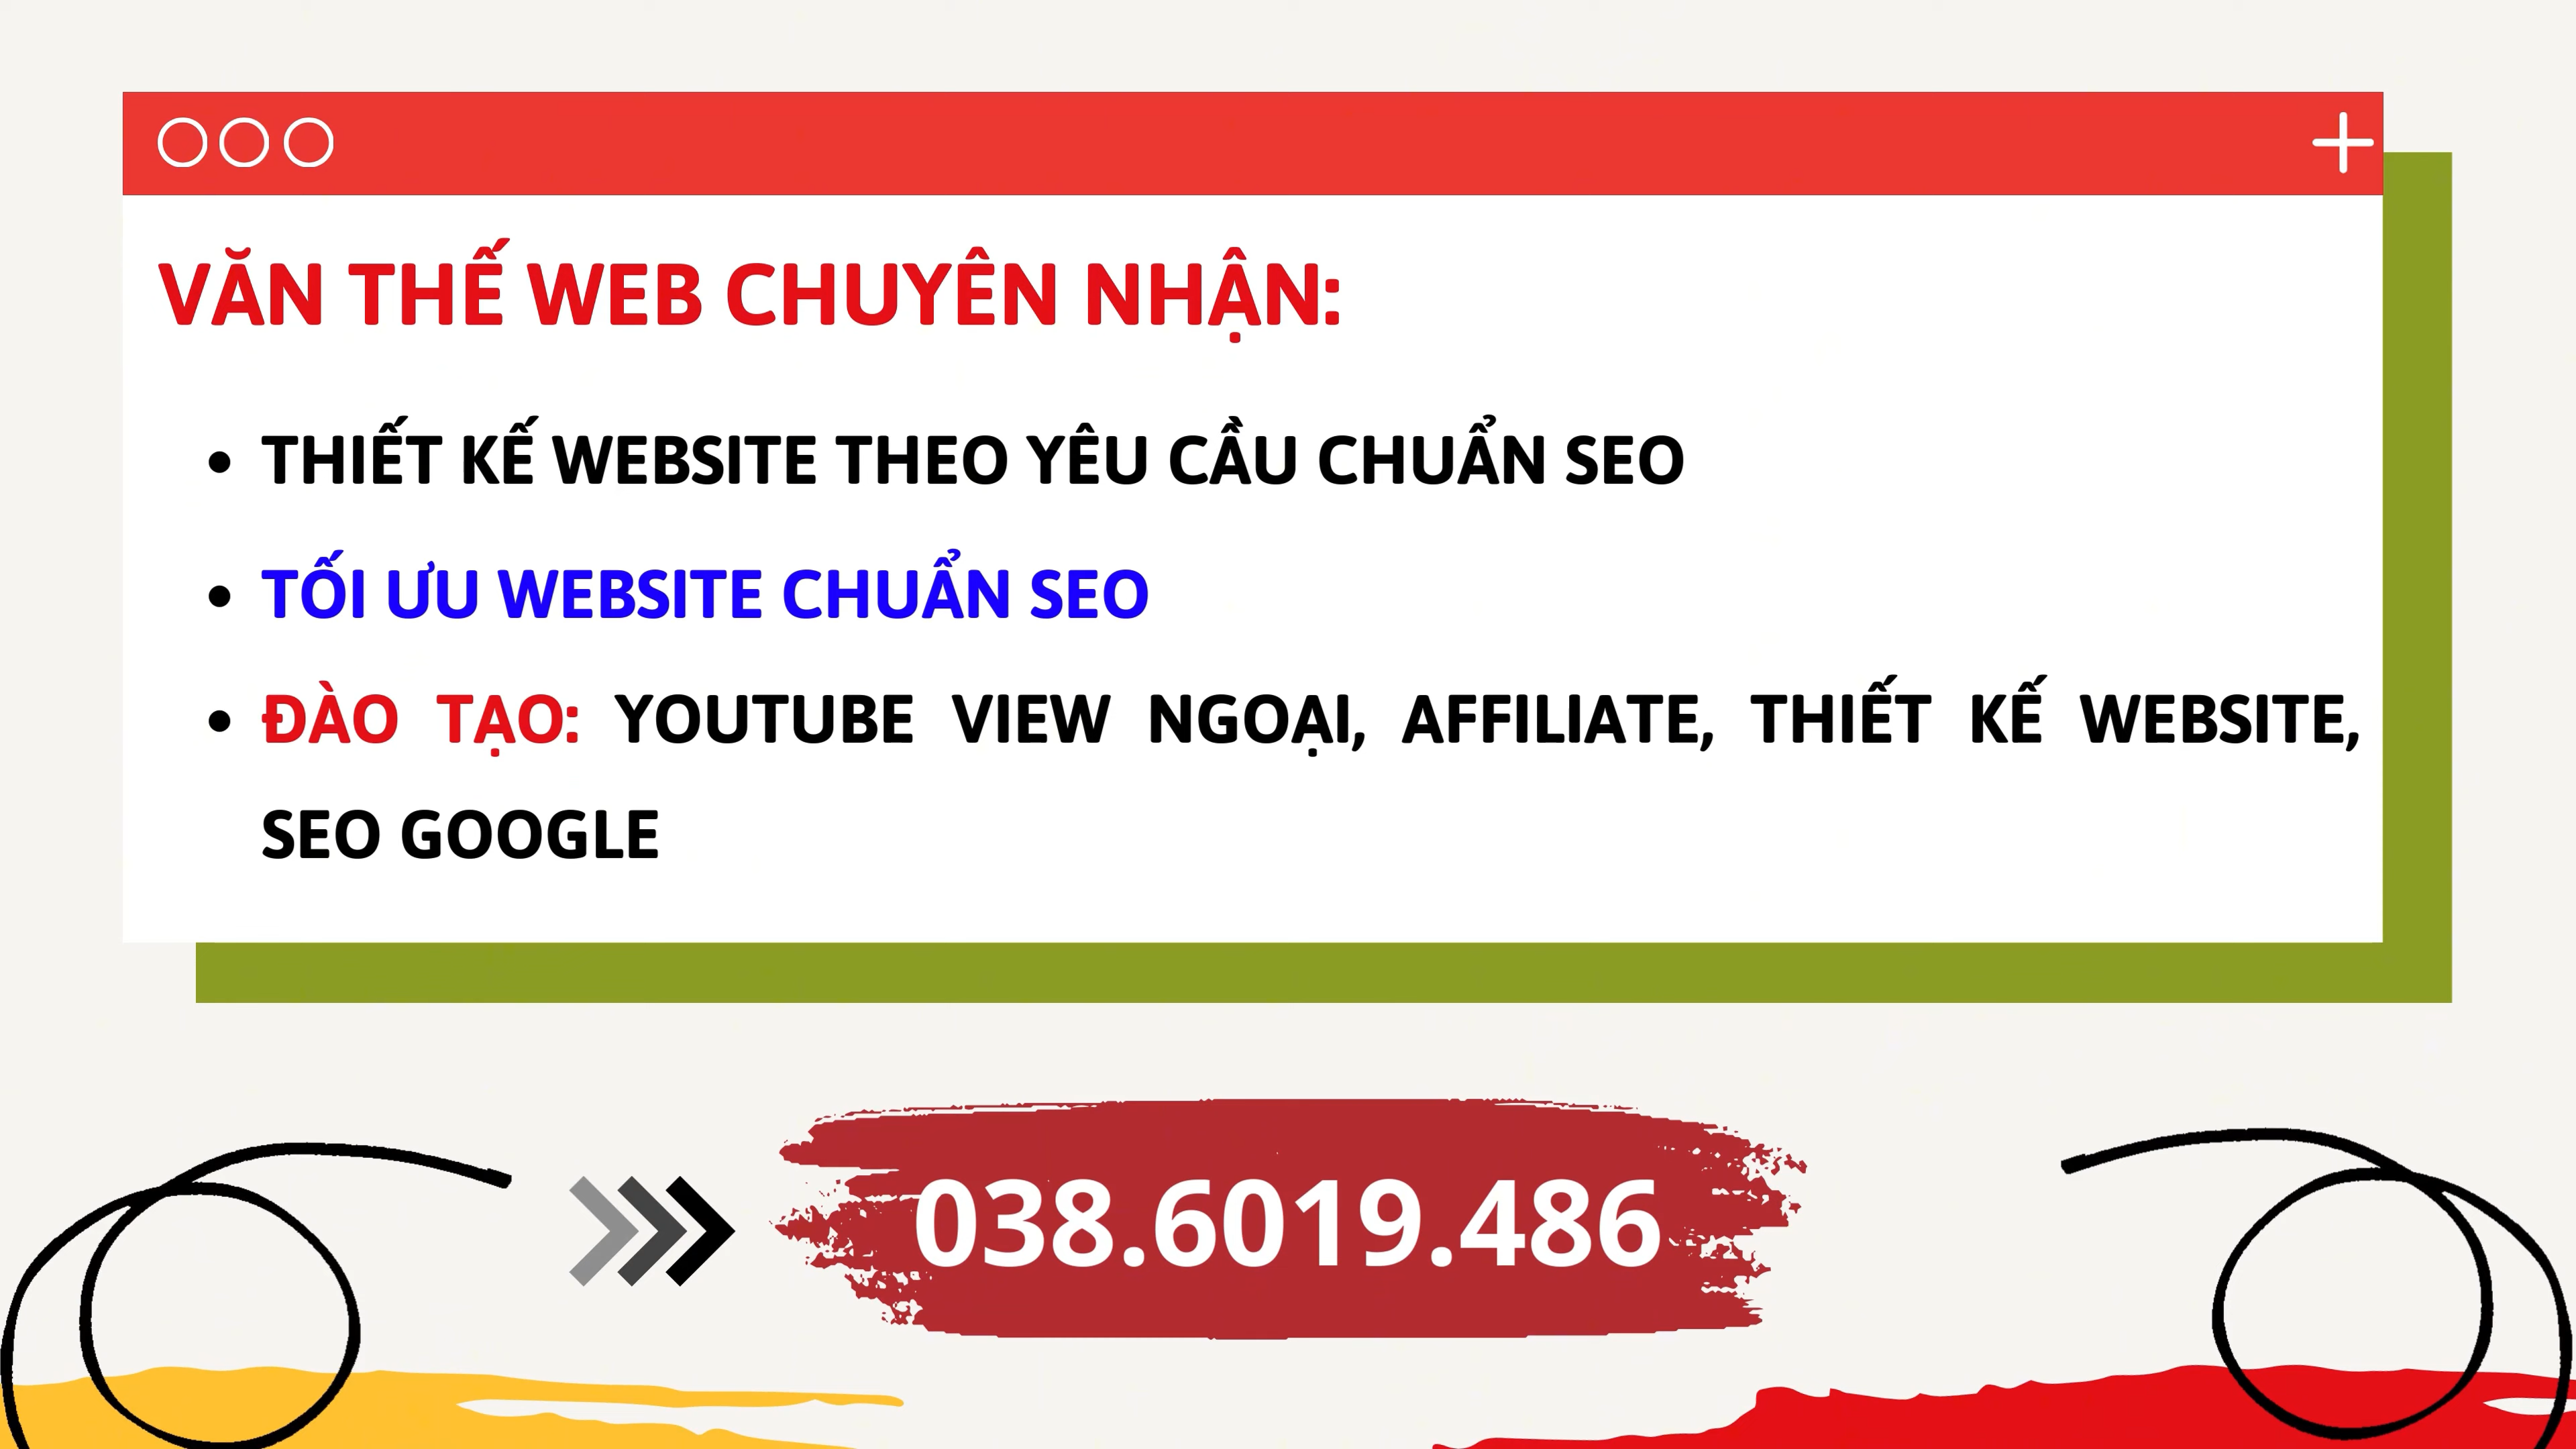 VĂN THẾ WEB CHUYÊN NHẬN:
• THIẾT KẾ WEBSITE THEO YÊU CẦU CHUẨN SEO
• TỐI ƯU WEBSITE CHUẨN SEO
• ĐÀO TẠO: YOUTUBE VIEW NGOẠI, AFFILIATE, THIẾT KẾ WEBSITE,
SEO GOOGLE
038.6019.486